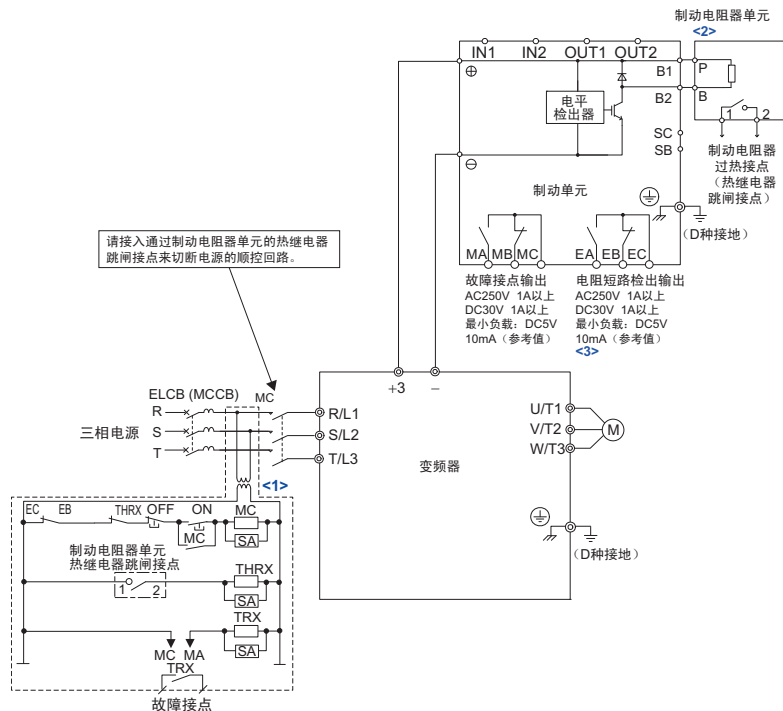 制动电阻器单元
<2>
IN1 IN2 OUT1 OUT2
⊕
B1
P
电平
检出器
B2
B
1 2
SC
SB
制动电阻器
过热接点
(热继电器
跳闸接点)
⊖
制动单元
(D种接地)
MA MB MC
EA EB EC
故障接点输出
AC250V 1A以上
DC30V 1A以上
最小负载：DC5V
10mA（参考值）
电阻短路检出输出
AC250V 1A以上
DC30V 1A以上
最小负载：DC5V
10mA（参考值）
<3>
请接入通过制动电阻器单元的热继电器
跳闸接点来切断电源的顺控回路。
+3 −
ELCB (MCCB) MC
R R/L1
三相电源 S S/L2
T T/L3
U/T1
V/T2
W/T3
M
变频器
<1>
EC EB THRX OFF ON MC
MC SA
制动电阻器单元
热继电器跳闸接点
1 2
THRX
SA
TRX
SA
MC MA
TRX
故障接点
(D种接地)